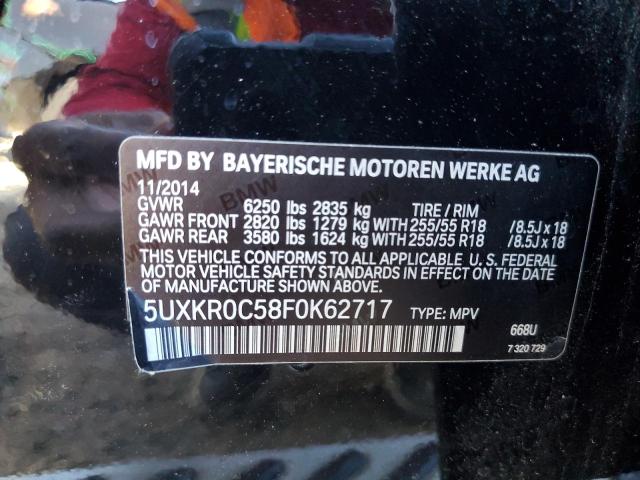 MFD BY BAYERISCHE MOTOREN WERKE AG
11/2014
GVWR 6250 lbs 2835 kg TIRE / RIM
GAWR FRONT 2820 lbs 1279 kg WITH 255/55 R18 /8.5J x 18
GAWR REAR 3580 lbs 1624 kg WITH 255/55 R18 /8.5J x 18
THIS VEHICLE CONFORMS TO ALL APPLICABLE U. S. FEDERAL
MOTOR VEHICLE SAFETY STANDARDS IN EFFECT ON THE DATE
OF MANUFACTURE SHOWN ABOVE.
5UXKR0C58F0K62717 TYPE: MPV
668U
7 320 729